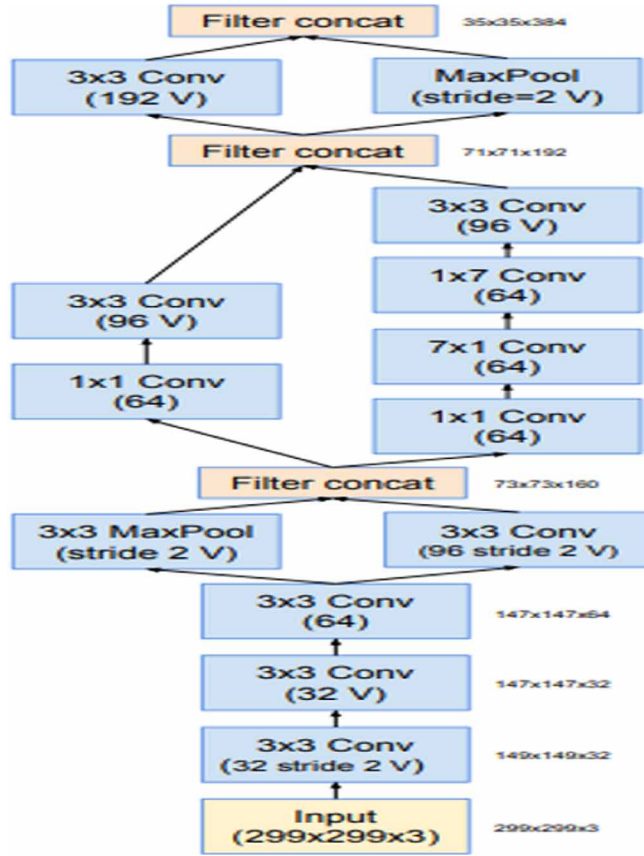 Filter concat
35x35x384
3x3 Conv
(192 V)
MaxPool
(stride=2 V)
Filter concat
71x71x192
3x3 Conv
(96 V)
1x7 Conv
(64)
3x3 Conv
(96 V)
7x1 Conv
(64)
1x1 Conv
(64)
1x1 Conv
(64)
Filter concat
73x73x160
3x3 MaxPool
(stride 2 V)
3x3 Conv
(96 stride 2 V)
3x3 Conv
(64)
147x147x64
3x3 Conv
(32 V)
147x147x32
3x3 Conv
(32 stride 2 V)
149x149x32
Input
(299x299x3)
299x299x3